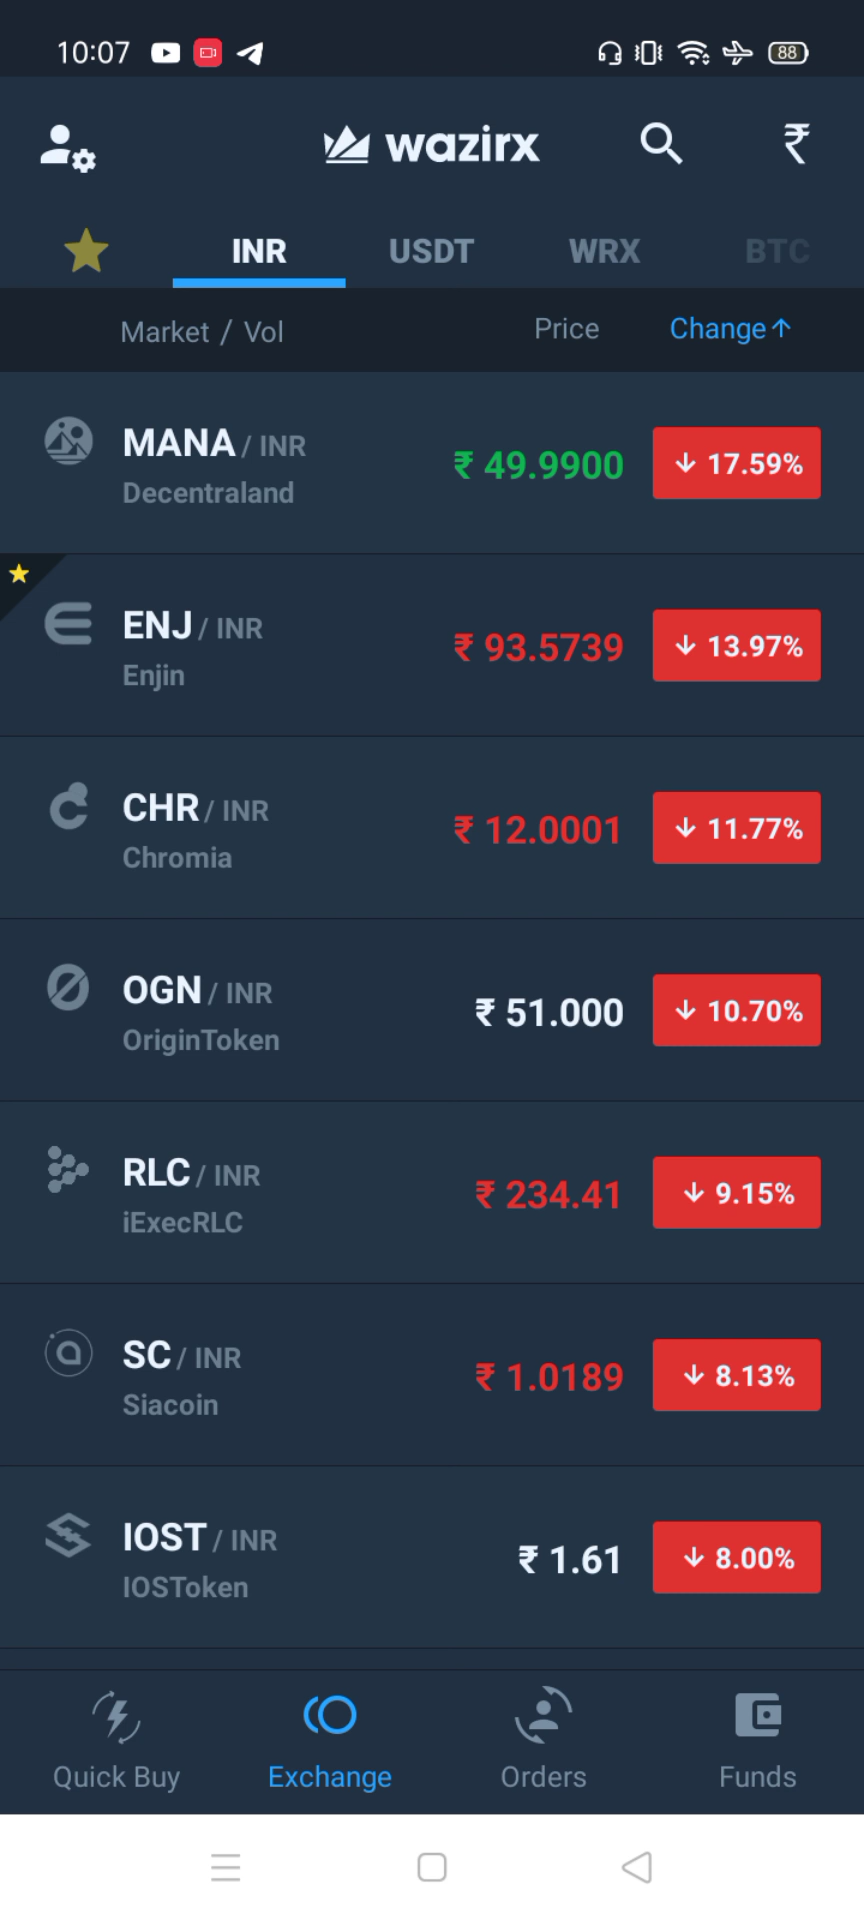 10:07 88
wazirx ₹
INR USDT WRX BTC
Market / Vol Price Change↑
MANA / INR
Decentraland
₹ 49.9900 ↓ 17.59%
ENJ / INR
Enjin
₹ 93.5739 ↓ 13.97%
CHR / INR
Chromia
₹ 12.0001 ↓ 11.77%
OGN / INR
OriginToken
₹ 51.000 ↓ 10.70%
RLC / INR
iExecRLC
₹ 234.41 ↓ 9.15%
SC / INR
Siacoin
₹ 1.0189 ↓ 8.13%
IOST / INR
IOSToken
₹ 1.61 ↓ 8.00%
Quick Buy Exchange Orders Funds